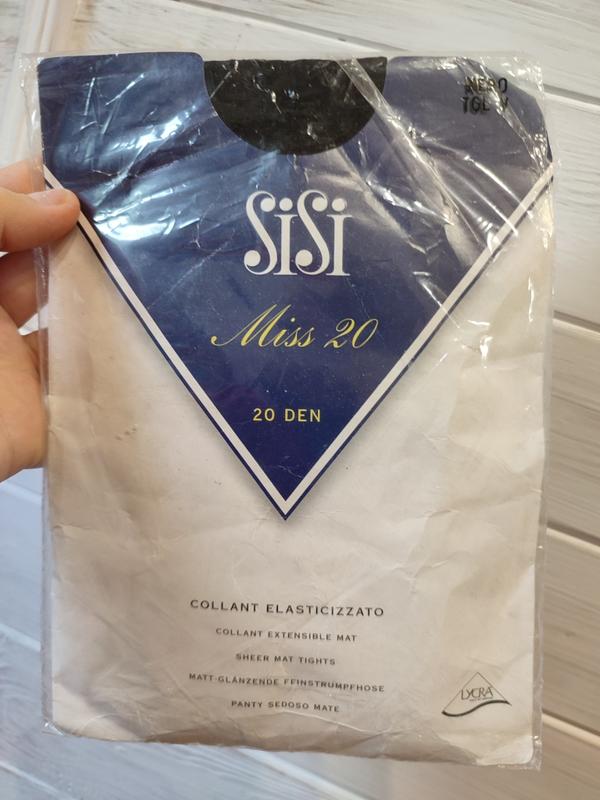 NERO
TGL
SiSi
Miss 20
20 DEN
COLLANT ELASTICIZZATO
COLLANT EXTENSIBLE MAT
SHEER MAT TIGHTS
MATT-GLÄNZENDE FEINSTRUMPFHOSE
PANTY SEDOSO MATE
LYCRA